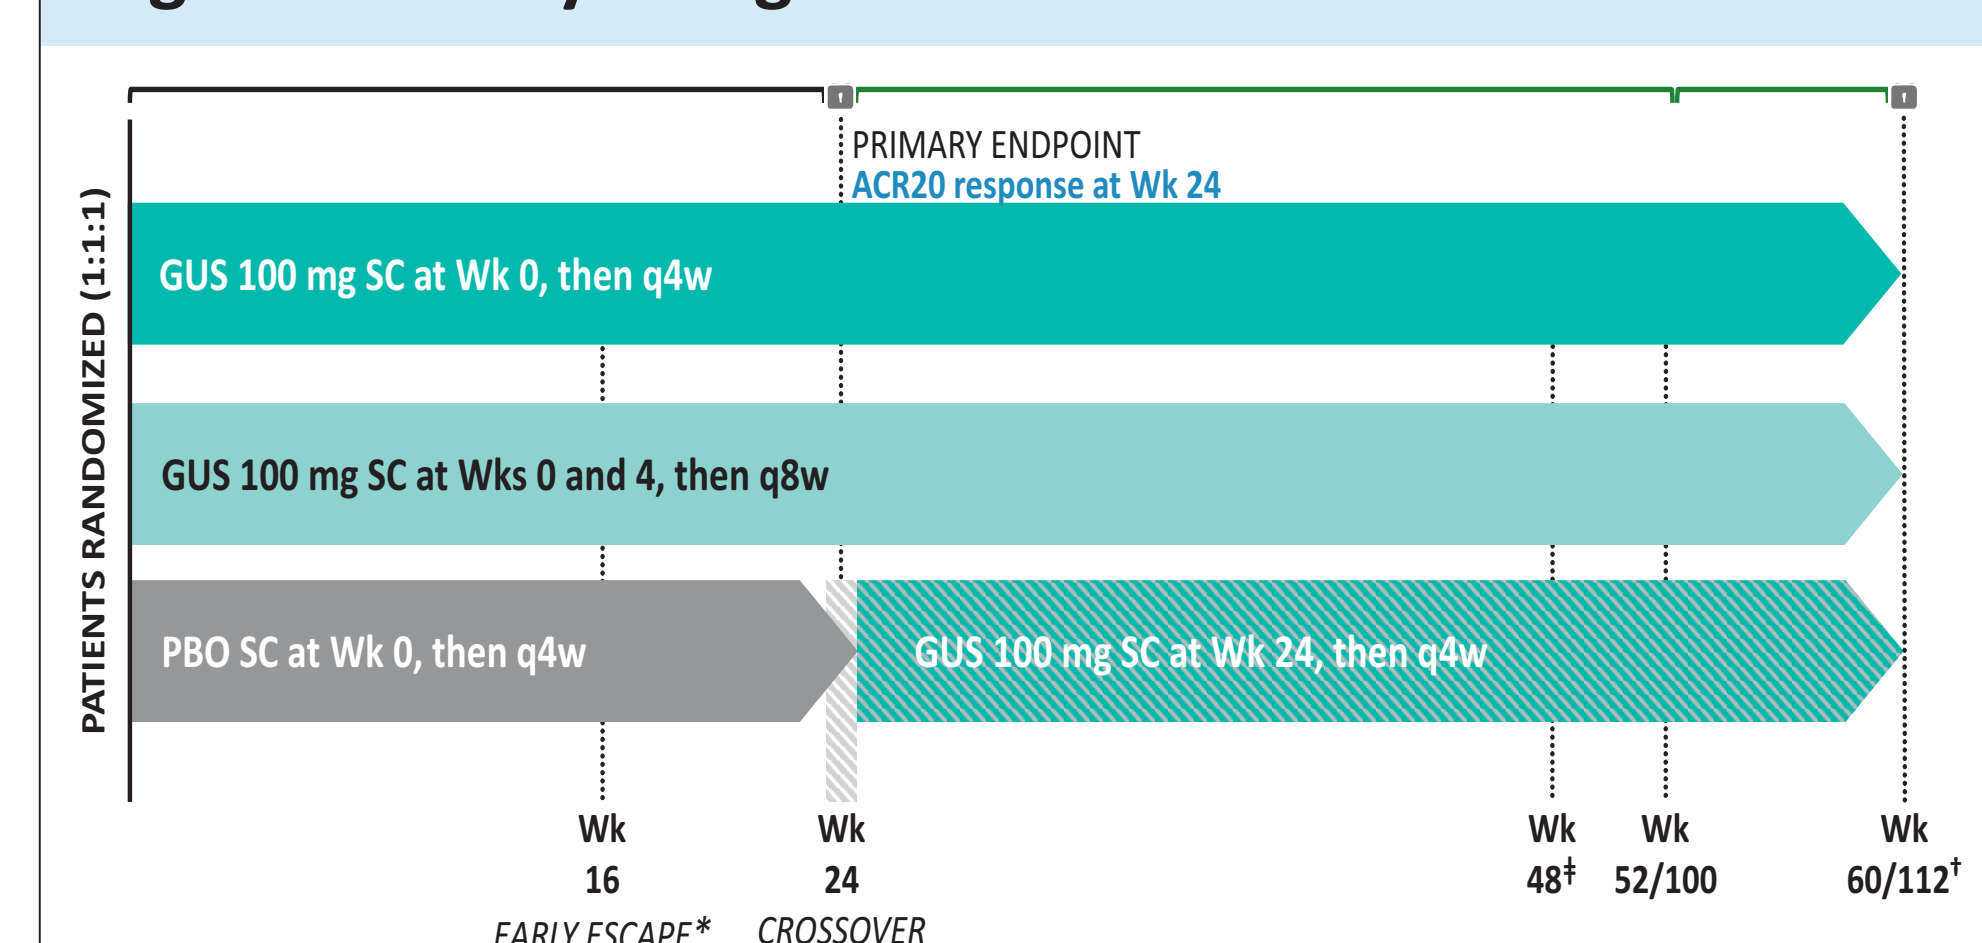 PRIMARY ENDPOINT
ACR20 response at Wk 24
PATIENTS RANDOMIZED (1:1:1)
GUS 100 mg SC at Wk 0, then q4w
GUS 100 mg SC at Wks 0 and 4, then q8w
PBO SC at Wk 0, then q4w
GUS 100 mg SC at Wk 24, then q4w
Wk
16
EARLY ESCAPE*
Wk
24
CROSSOVER
Wk
48‡
Wk
52/100
Wk
60/112†